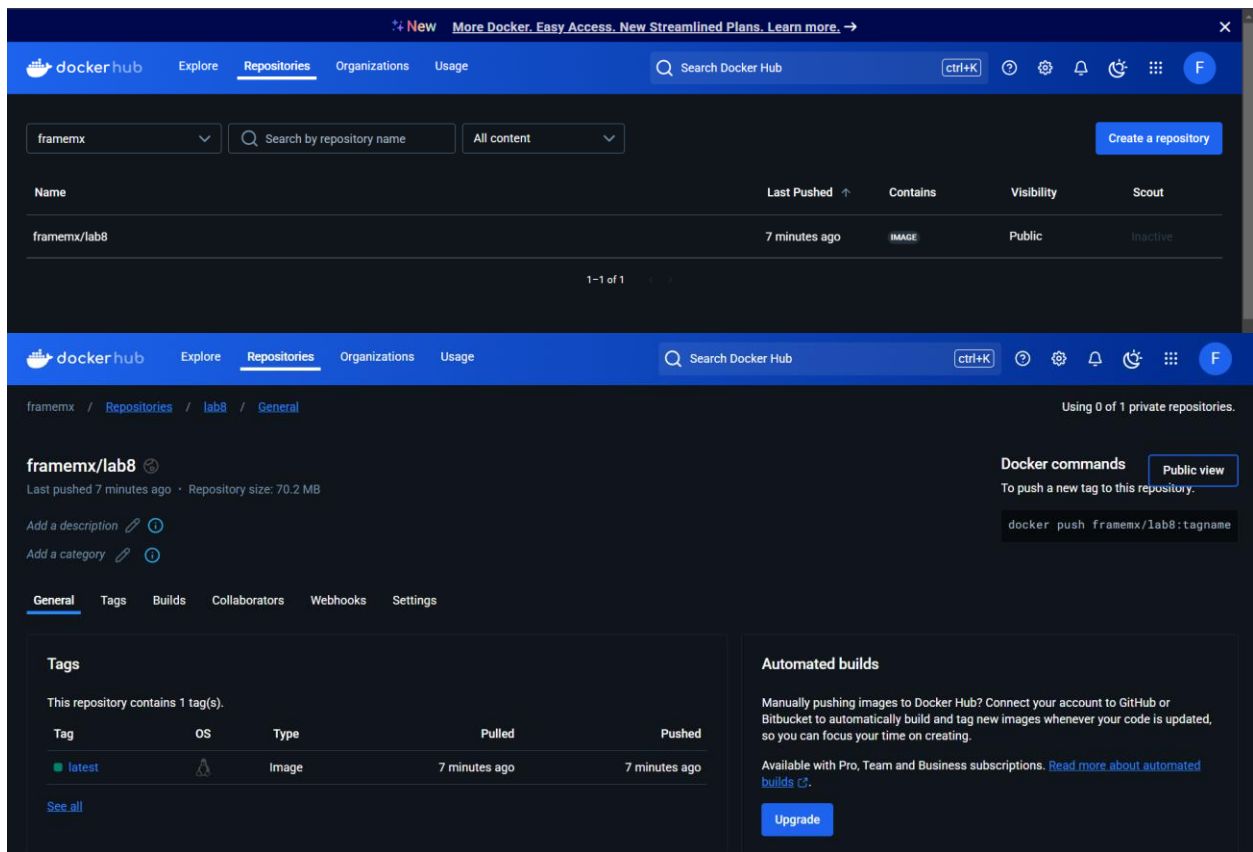 New More Docker. Easy Access. New Streamlined Plans. Learn more. →
dockerhub Explore Repositories Organizations Usage Search Docker Hub ctrl+K F
framemx Search by repository name All content Create a repository
Name Last Pushed ↑ Contains Visibility Scout
framemx/lab8 7 minutes ago IMAGE Public Inactive
1–1 of 1
dockerhub Explore Repositories Organizations Usage Search Docker Hub ctrl+K F
framemx / Repositories / lab8 / General Using 0 of 1 private repositories.
framemx/lab8 Docker commands Public view
Last pushed 7 minutes ago · Repository size: 70.2 MB To push a new tag to this repository:
Add a description docker push framemx/lab8:tagname
Add a category
General Tags Builds Collaborators Webhooks Settings
Tags
This repository contains 1 tag(s).
Tag OS Type Pulled Pushed
latest Image 7 minutes ago 7 minutes ago
See all
Automated builds
Manually pushing images to Docker Hub? Connect your account to GitHub or
Bitbucket to automatically build and tag new images whenever your code is updated,
so you can focus your time on creating.
Available with Pro, Team and Business subscriptions. Read more about automated
builds.
Upgrade